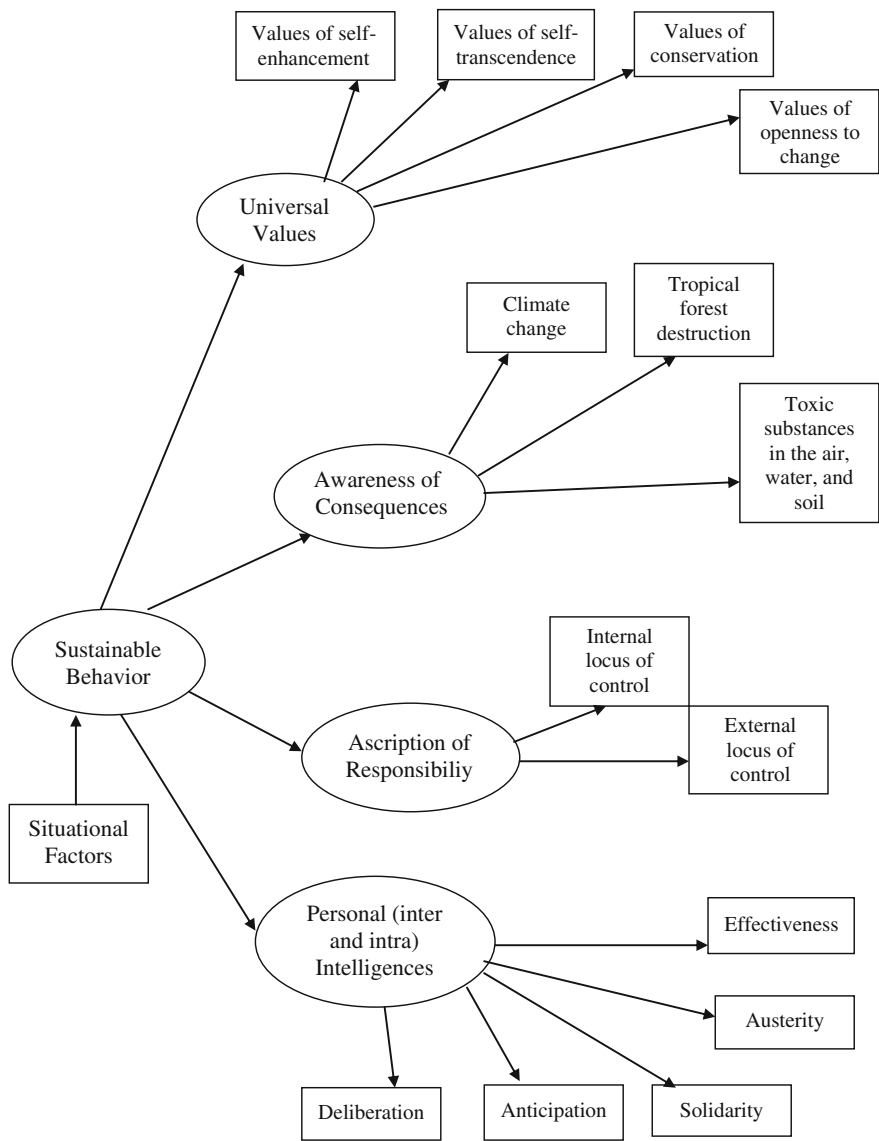 Values of self-
enhancement
Values of self-
transcendence
Values of
conservation
Values of
openness to
change
Universal
Values
Climate
change
Tropical
forest
destruction
Toxic
substances
in the air,
water, and
soil
Awareness of
Consequences
Sustainable
Behavior
Internal
locus of
control
External
locus of
control
Ascription of
Responsibiliy
Situational
Factors
Personal (inter
and intra)
Intelligences
Effectiveness
Austerity
Deliberation
Anticipation
Solidarity